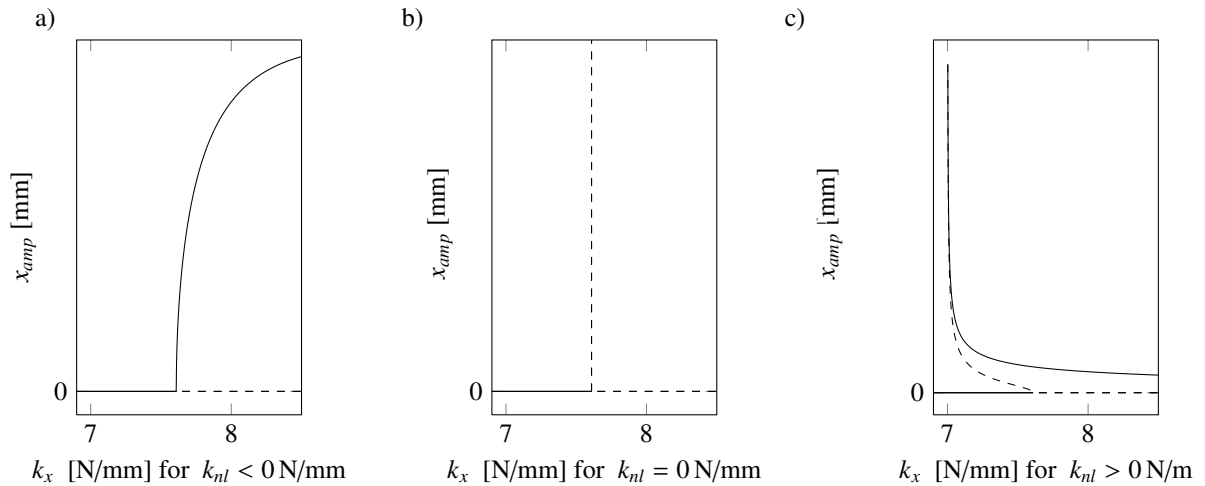 a)
x_amp [mm]
0
7 8
k_x [N/mm] for k_nl < 0 N/mm
b)
x_amp [mm]
7 8
k_x [N/mm] for k_nl = 0 N/mm
c)
x_amp [mm]
0
7 8
k_x [N/mm] for k_nl > 0 N/m